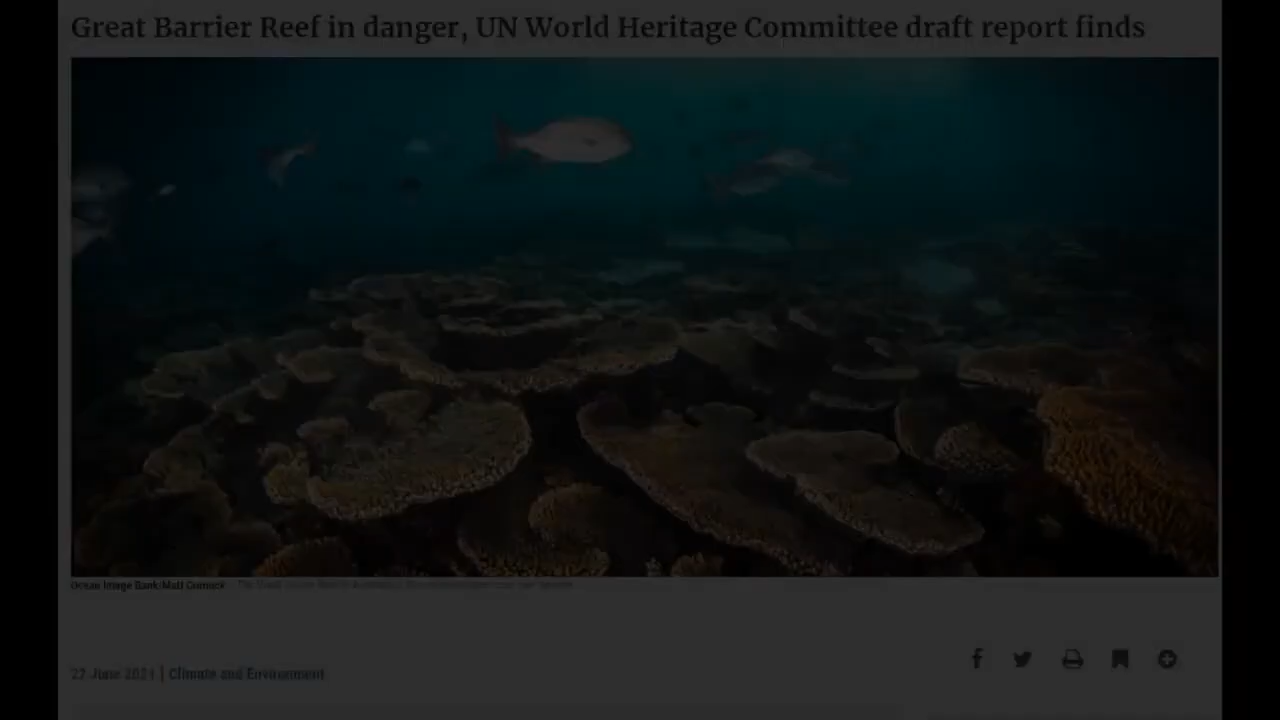 Great Barrier Reef in danger, UN World Heritage Committee draft report finds
Ocean Image Bank/Matt Curnock
22 June 2021 | Climate and Environment